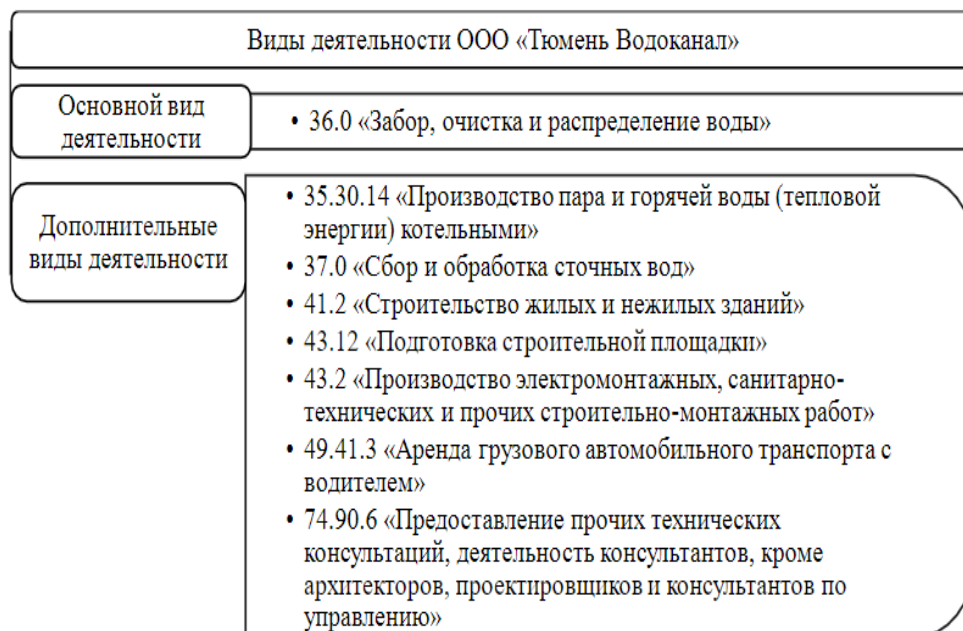 Виды деятельности ООО «Тюмень Водоканал»
Основной вид
деятельности
• 36.0 «Забор, очистка и распределение воды»
Дополнительные
виды деятельности
• 35.30.14 «Производство пара и горячей воды (тепловой
энергии) котельными»
• 37.0 «Сбор и обработка сточных вод»
• 41.2 «Строительство жилых и нежилых зданий»
• 43.12 «Подготовка строительной площадки»
• 43.2 «Производство электромонтажных, санитарно-
технических и прочих строительно-монтажных работ»
• 49.41.3 «Аренда грузового автомобильного транспорта с
водителем»
• 74.90.6 «Предоставление прочих технических
консультаций, деятельность консультантов, кроме
архитекторов, проектировщиков и консультантов по
управлению»